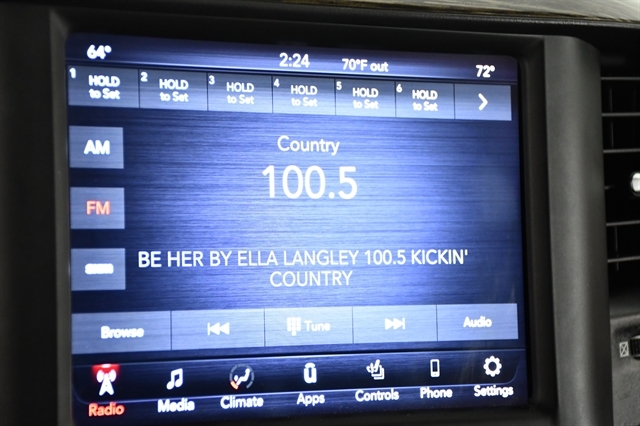 64° 2:24 70°F out 72°
1 HOLD to Set 2 HOLD to Set 3 HOLD to Set 4 HOLD to Set 5 HOLD to Set 6 HOLD to Set
AM
Country
100.5
FM
BE HER BY ELLA LANGLEY 100.5 KICKIN'
COUNTRY
Browse Tune Audio
Radio Media Climate Apps Controls Phone Settings